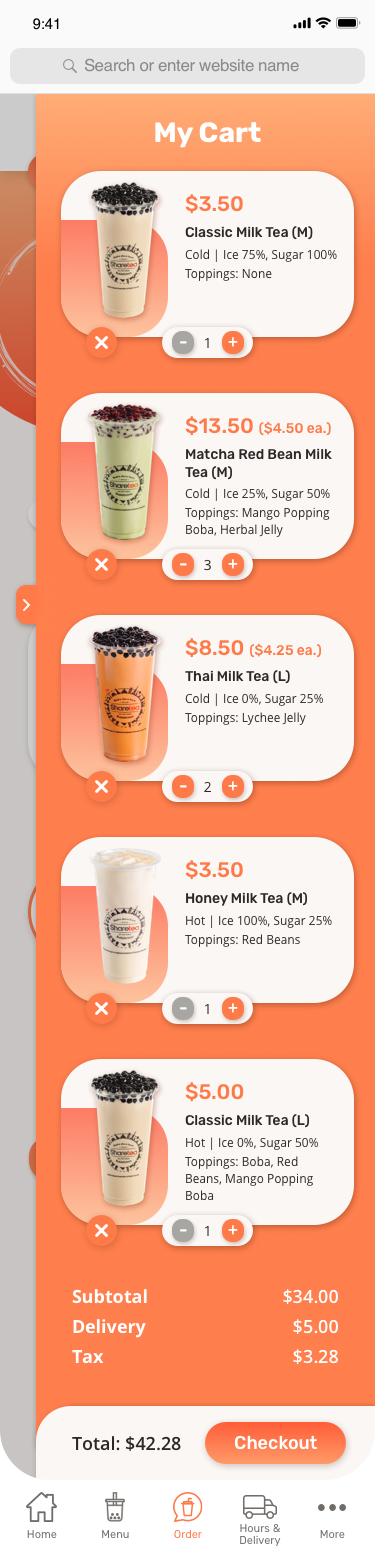 9:41
Search or enter website name
My Cart
$3.50
Classic Milk Tea (M)
Cold | Ice 75%, Sugar 100%
Toppings: None
Sharetea
- 1 +
$13.50 ($4.50 ea.)
Matcha Red Bean Milk
Tea (M)
Cold | Ice 25%, Sugar 50%
Toppings: Mango Popping
Boba, Herbal Jelly
Sharetea
- 3 +
$8.50 ($4.25 ea.)
Thai Milk Tea (L)
Cold | Ice 0%, Sugar 25%
Toppings: Lychee Jelly
Sharetea
- 2 +
$3.50
Honey Milk Tea (M)
Hot | Ice 100%, Sugar 25%
Toppings: Red Beans
Sharetea
- 1 +
$5.00
Classic Milk Tea (L)
Hot | Ice 0%, Sugar 50%
Toppings: Boba, Red
Beans, Mango Popping
Boba
Sharetea
- 1 +
Subtotal $34.00
Delivery $5.00
Tax $3.28
Total: $42.28 Checkout
Home
Menu
Order
Hours &
Delivery
More